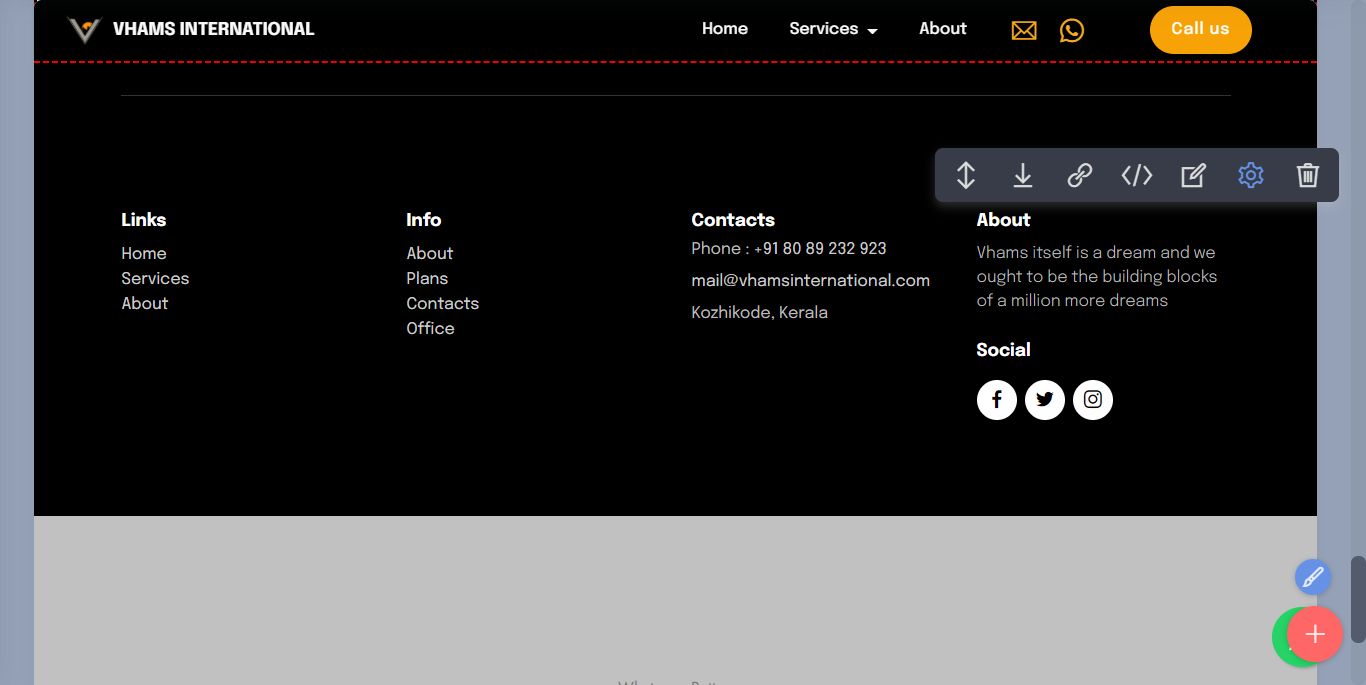 VHAMS INTERNATIONAL
Home Services About Call us
Links
Home
Services
About
Info
About
Plans
Contacts
Office
Contacts
Phone : +91 80 89 232 923
mail@vhamsinternational.com
Kozhikode, Kerala
About
Vhams itself is a dream and we
ought to be the building blocks
of a million more dreams
Social